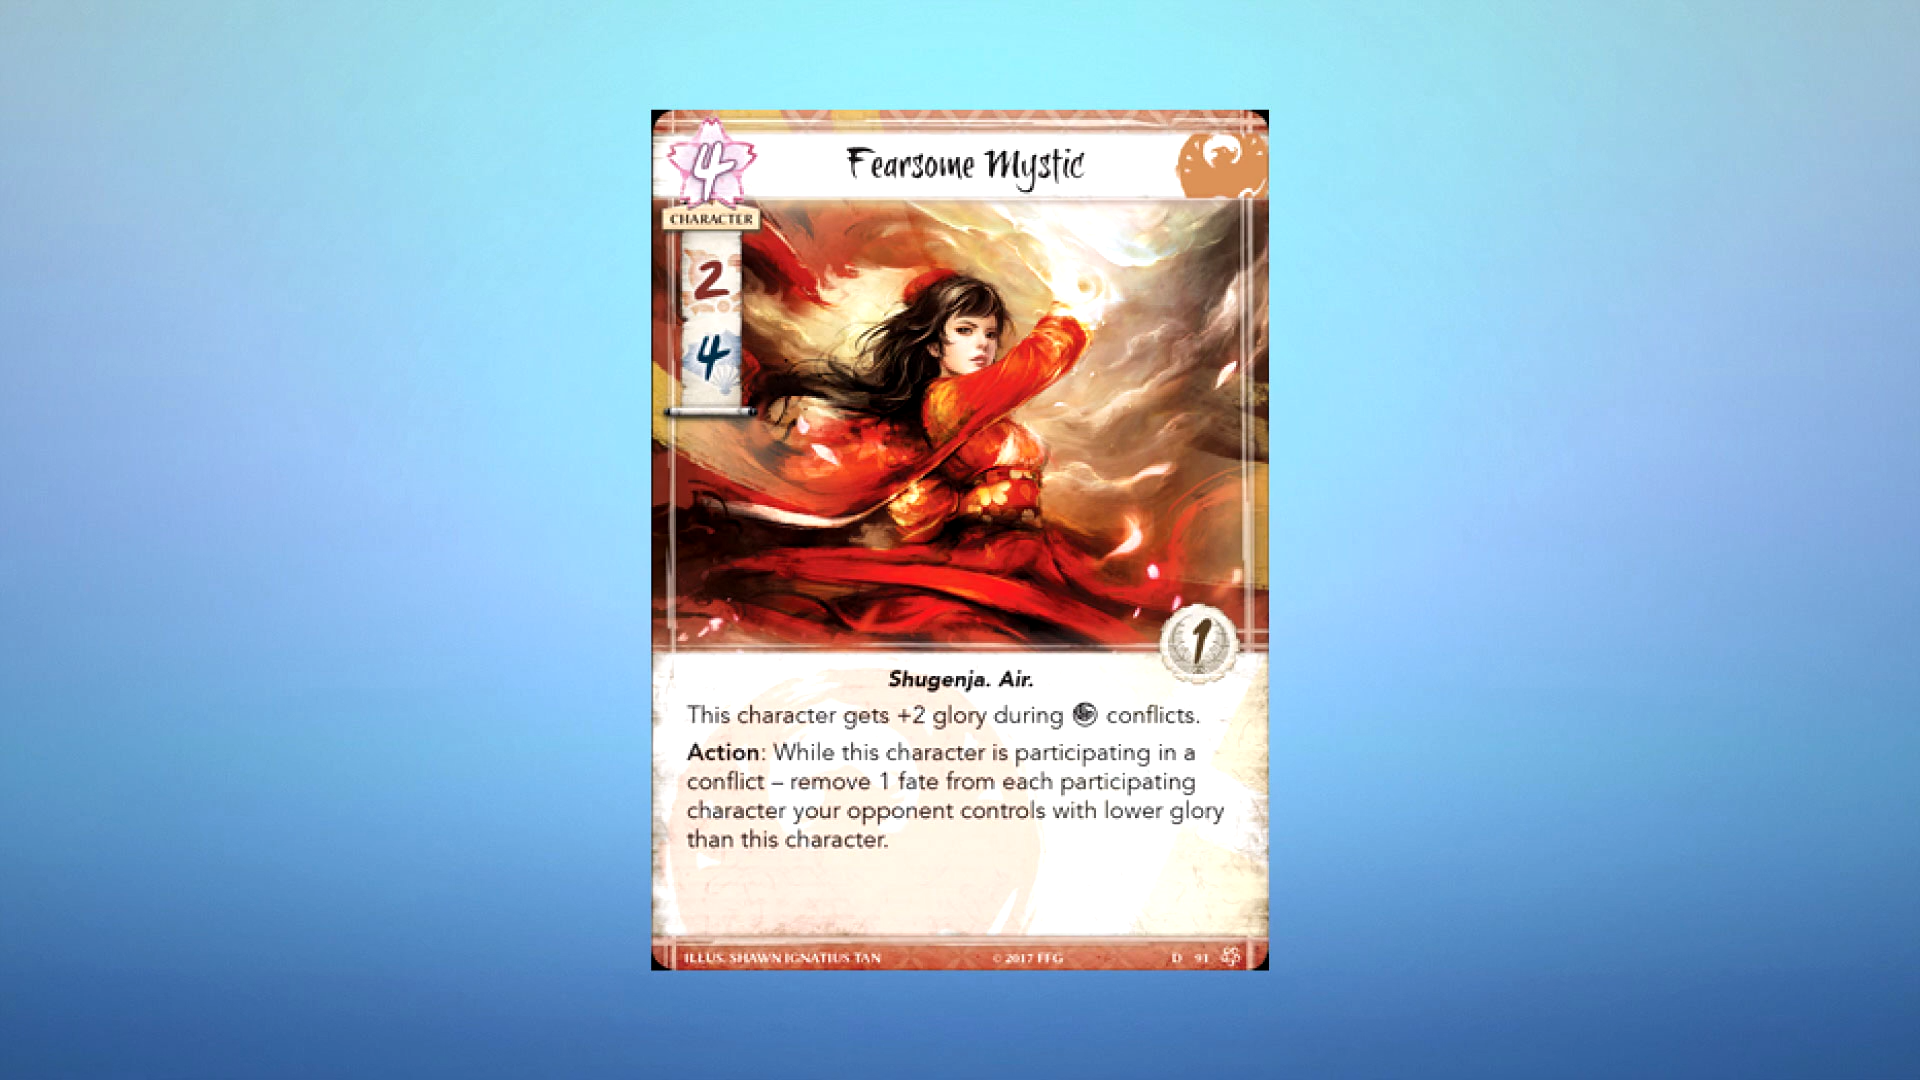 4
Fearsome Mystic
CHARACTER
2
4
1
Shugenja. Air.
This character gets +2 glory during conflicts.
Action: While this character is participating in a
conflict – remove 1 fate from each participating
character your opponent controls with lower glory
than this character.
ILLUS. SHAWN IGNATIUS TAN © 2017 FFG D 91